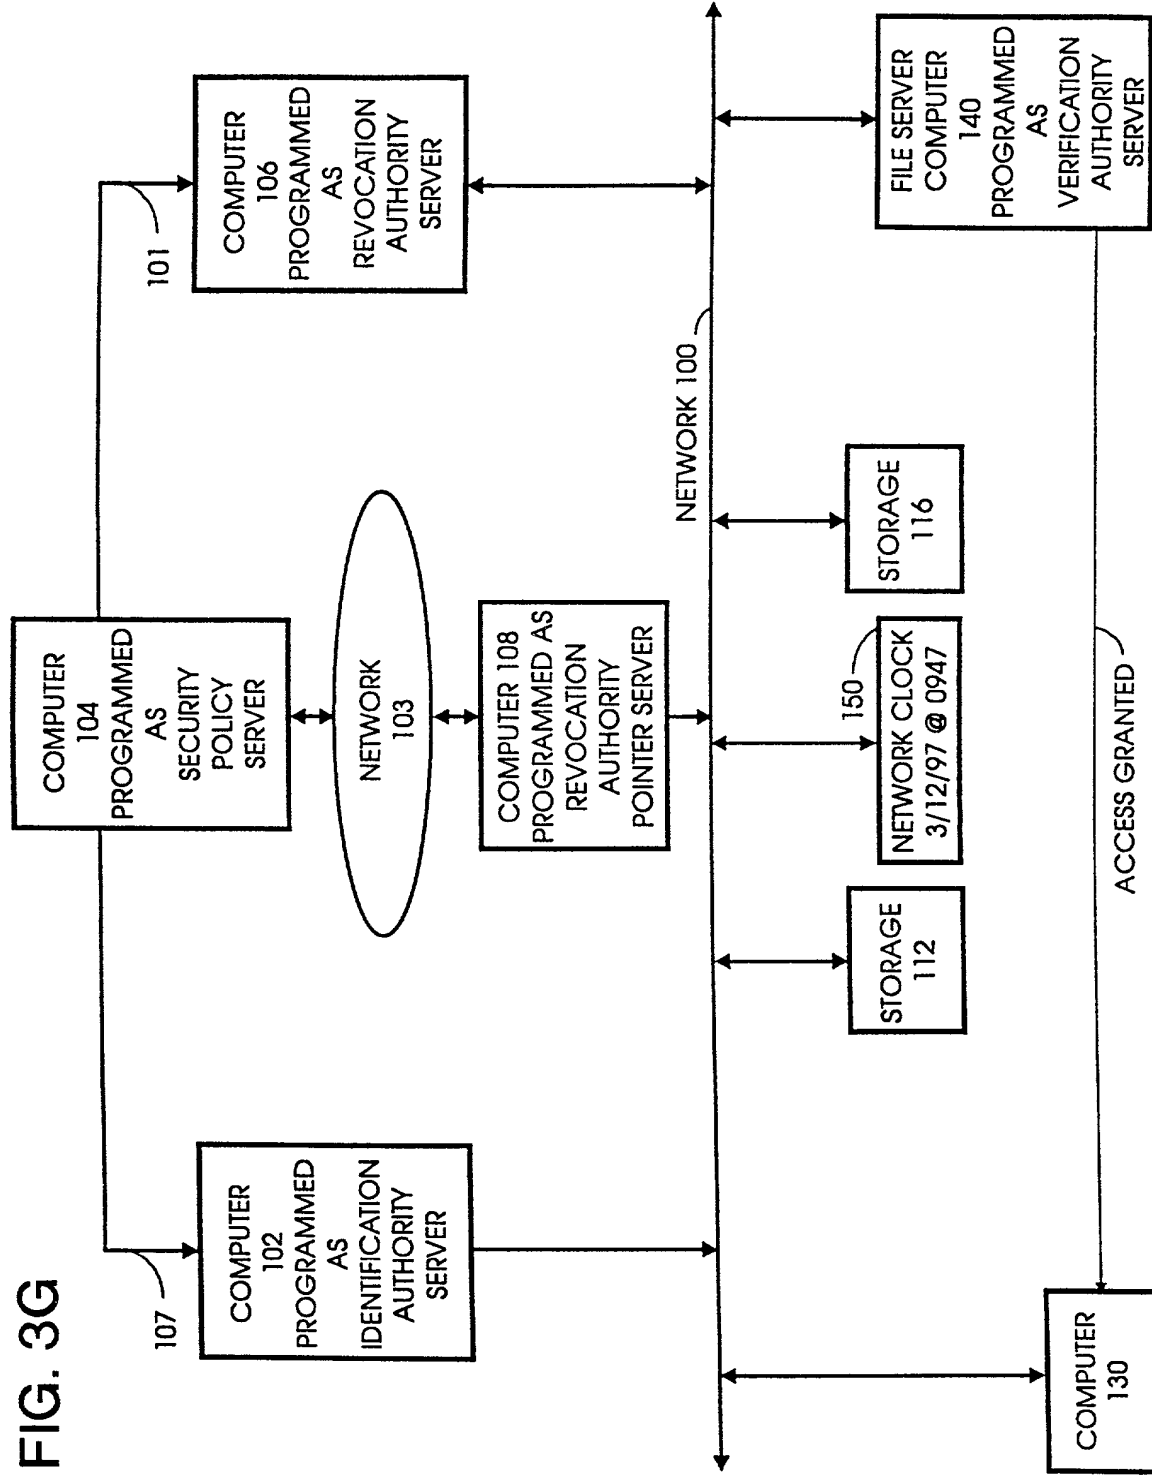 FIG. 3G
COMPUTER
104
PROGRAMMED
AS
SECURITY
POLICY
SERVER
107
101
COMPUTER
102
PROGRAMMED
AS
IDENTIFICATION
AUTHORITY
SERVER
NETWORK
103
COMPUTER
106
PROGRAMMED
AS
REVOCATION
AUTHORITY
SERVER
COMPUTER 108
PROGRAMMED AS
REVOCATION
AUTHORITY
POINTER SERVER
NETWORK 100
STORAGE
112
150
NETWORK CLOCK
3/12/97 @ 0947
STORAGE
116
FILE SERVER
COMPUTER
140
PROGRAMMED
AS
VERIFICATION
AUTHORITY
SERVER
COMPUTER
130
ACCESS GRANTED